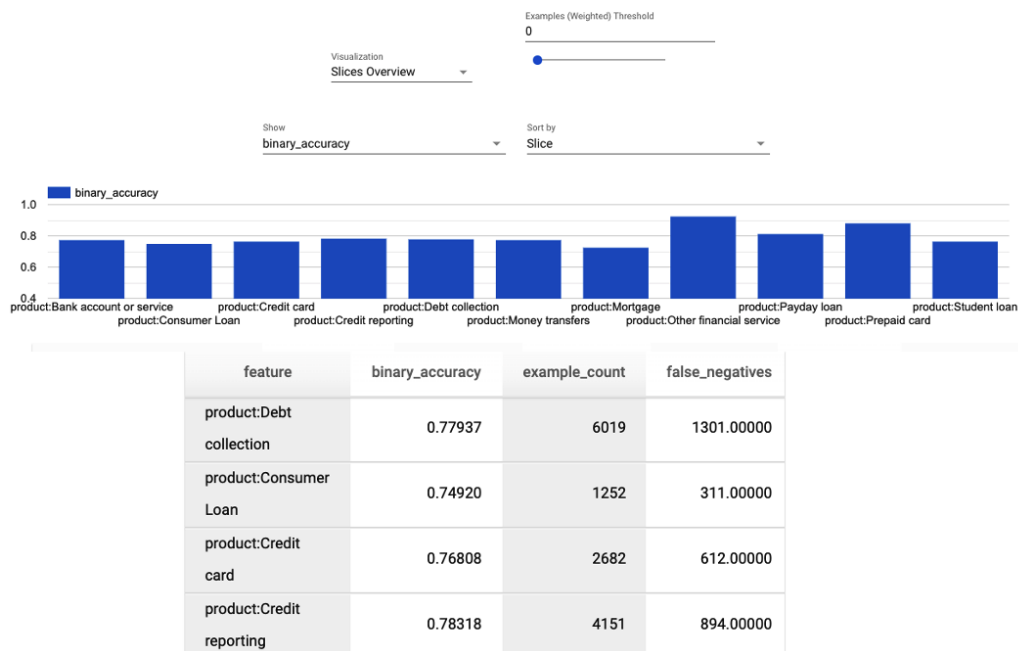 Examples (Weighted) Threshold
0
Visualization
Slices Overview
Show
binary_accuracy
Sort by
Slice
binary_accuracy
1.0
0.8
0.6
0.4
product:Bank account or service
product:Consumer Loan
product:Credit card
product:Credit reporting
product:Debt collection
product:Money transfers
product:Mortgage
product:Other financial service
product:Payday loan
product:Prepaid card
product:Student loan
feature binary_accuracy example_count false_negatives
product:Debt
collection
0.77937 6019 1301.00000
product:Consumer
Loan
0.74920 1252 311.00000
product:Credit
card
0.76808 2682 612.00000
product:Credit
reporting
0.78318 4151 894.00000